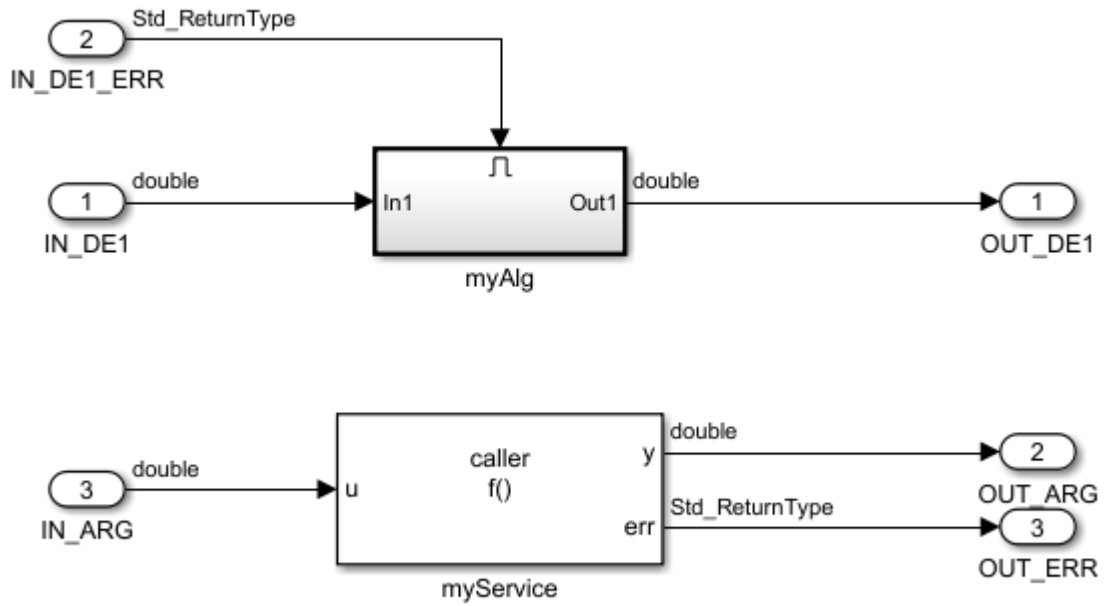 Std_ReturnType
2
IN_DE1_ERR
double
1
IN_DE1
In1
Out1
myAlg
double
1
OUT_DE1
double
3
IN_ARG
u
caller
f()
y
err
myService
double
2
OUT_ARG
Std_ReturnType
3
OUT_ERR